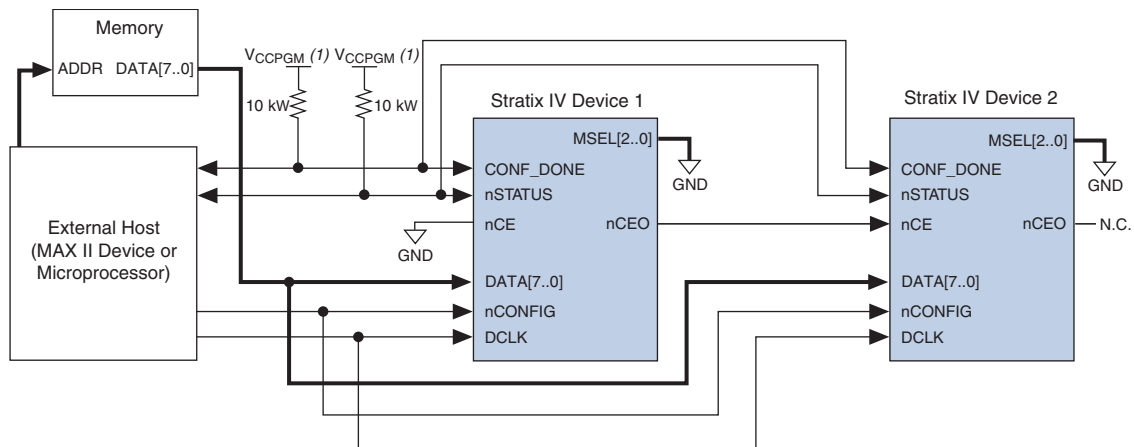 Memory
ADDR DATA[7..0]
VCCPGM (1) VCCPGM (1)
10 kW 10 kW
External Host
(MAX II Device or
Microprocessor)
GND
Stratix IV Device 1
MSEL[2..0]
GND
CONF_DONE
nSTATUS
nCE nCEO
DATA[7..0]
nCONFIG
DCLK
Stratix IV Device 2
MSEL[2..0]
GND
CONF_DONE
nSTATUS
nCE nCEO N.C.
DATA[7..0]
nCONFIG
DCLK